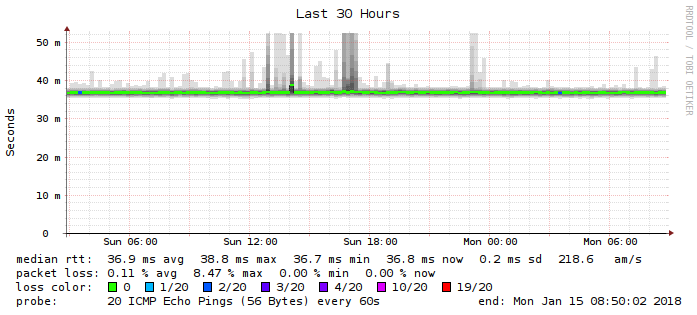 Last 30 Hours
RRDTOOL / TOBI OETIKER
Seconds
50 m
40 m
30 m
20 m
10 m
0
Sun 06:00 Sun 12:00 Sun 18:00 Mon 00:00 Mon 06:00
median rtt: 36.9 ms avg 38.8 ms max 36.7 ms min 36.8 ms now 0.2 ms sd 218.6 am/s
packet loss: 0.11 % avg 8.47 % max 0.00 % min 0.00 % now
loss color: 0 1/20 2/20 3/20 4/20 10/20 19/20
probe: 20 ICMP Echo Pings (56 Bytes) every 60s end: Mon Jan 15 08:50:02 2018